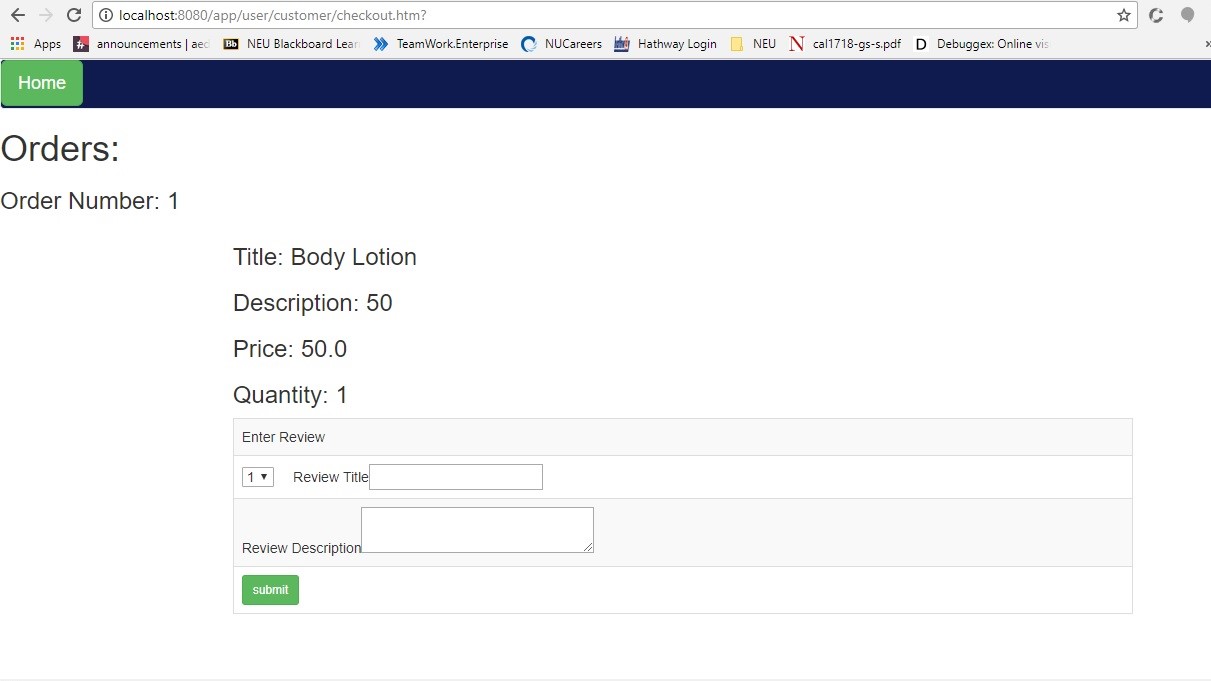 localhost:8080/app/user/customer/checkout.htm?
Apps # announcements | aed Bb NEU Blackboard Lear TeamWork.Enterprise NUCareers Hathway Login NEU N cal1718-gs-s.pdf D Debuggex: Online vis »
Home
Orders:
Order Number: 1
Title: Body Lotion
Description: 50
Price: 50.0
Quantity: 1
Enter Review
1 Review Title
Review Description
submit